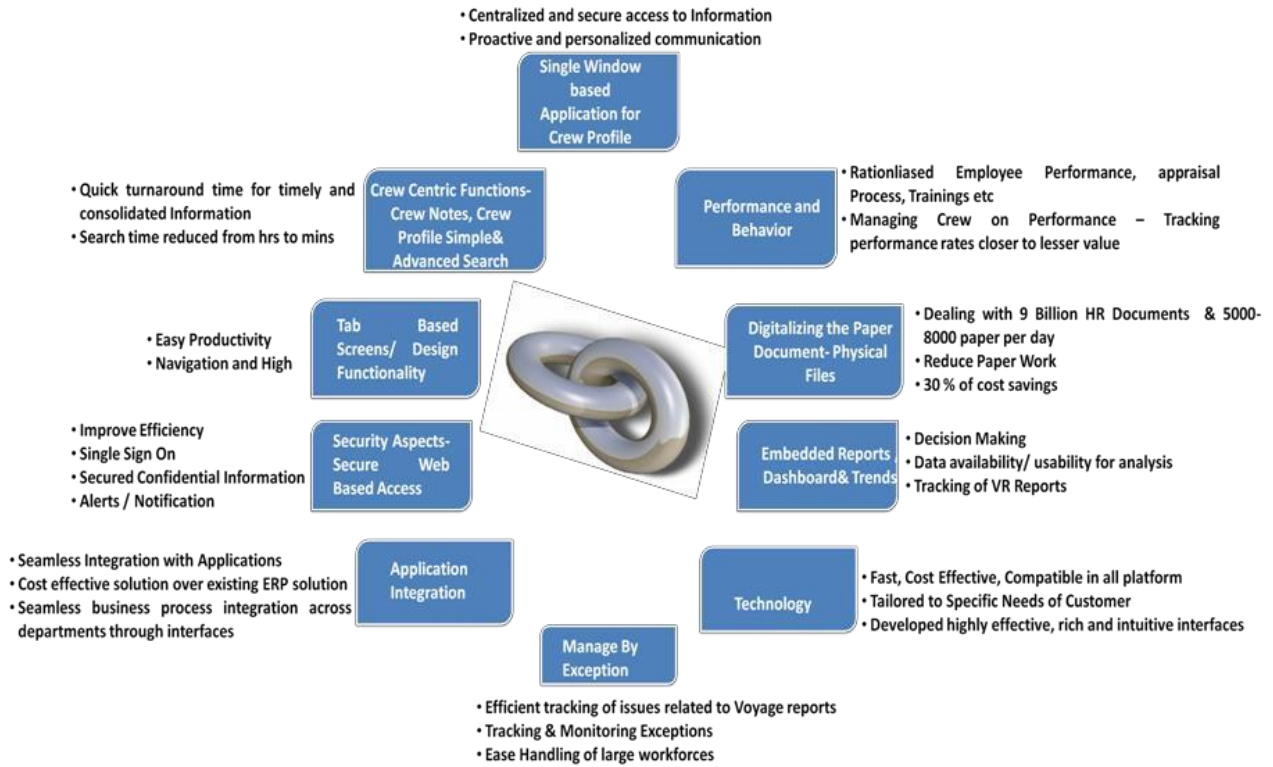 • Centralized and secure access to Information
• Proactive and personalized communication
Single Window
based
Application for
Crew Profile
• Quick turnaround time for timely and
consolidated Information
• Search time reduced from hrs to mins
Crew Centric Functions-
Crew Notes, Crew
Profile Simple&
Advanced Search
Performance and
Behavior
• Rationliased Employee Performance, appraisal
Process, Trainings etc
• Managing Crew on Performance – Tracking
performance rates closer to lesser value
• Easy Productivity
• Navigation and High
Tab Based
Screens/ Design
Functionality
Digitalizing the Paper
Document- Physical
Files
• Dealing with 9 Billion HR Documents & 5000-
8000 paper per day
• Reduce Paper Work
• 30 % of cost savings
• Improve Efficiency
• Single Sign On
• Secured Confidential Information
• Alerts / Notification
Security Aspects-
Secure Web
Based Access
Embedded Reports /
Dashboard& Trends
• Decision Making
• Data availability/ usability for analysis
• Tracking of VR Reports
• Seamless Integration with Applications
• Cost effective solution over existing ERP solution
• Seamless business process integration across
departments through interfaces
Application
Integration
Technology
• Fast, Cost Effective, Compatible in all platform
• Tailored to Specific Needs of Customer
• Developed highly effective, rich and intuitive interfaces
Manage By
Exception
• Efficient tracking of issues related to Voyage reports
• Tracking & Monitoring Exceptions
• Ease Handling of large workforces